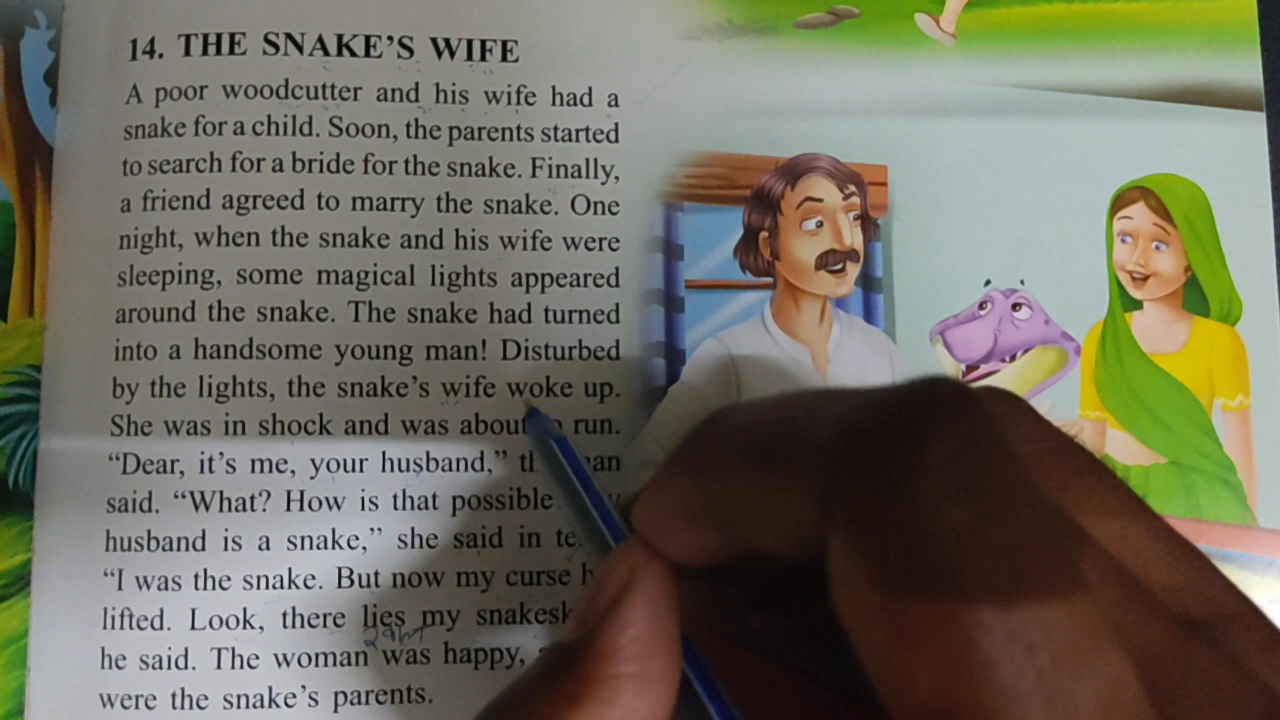 14. THE SNAKE'S WIFE
A poor woodcutter and his wife had a
snake for a child. Soon, the parents started
to search for a bride for the snake. Finally,
a friend agreed to marry the snake. One
night, when the snake and his wife were
sleeping, some magical lights appeared
around the snake. The snake had turned
into a handsome young man! Disturbed
by the lights, the snake's wife woke up.
She was in shock and was about run.
"Dear, it's me, your husband,"
said. "What? How is that possible
husband is a snake," she said in
"I was the snake. But now my curse
lifted. Look, there lies my
he said. The woman was happy,
were the snake's parents.